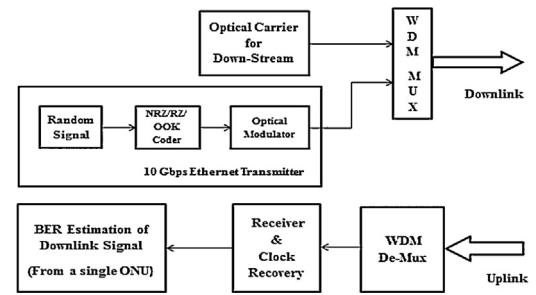 Optical Carrier
for
Down-Stream
W
D
M
M
U
X
Downlink
Random
Signal
NRZ/RZ/
OOK
Coder
Optical
Modulator
10 Gbps Ethernet Transmitter
BER Estimation of
Downlink Signal
(From a single ONU)
Receiver
&
Clock
Recovery
WDM
De-Mux
Uplink